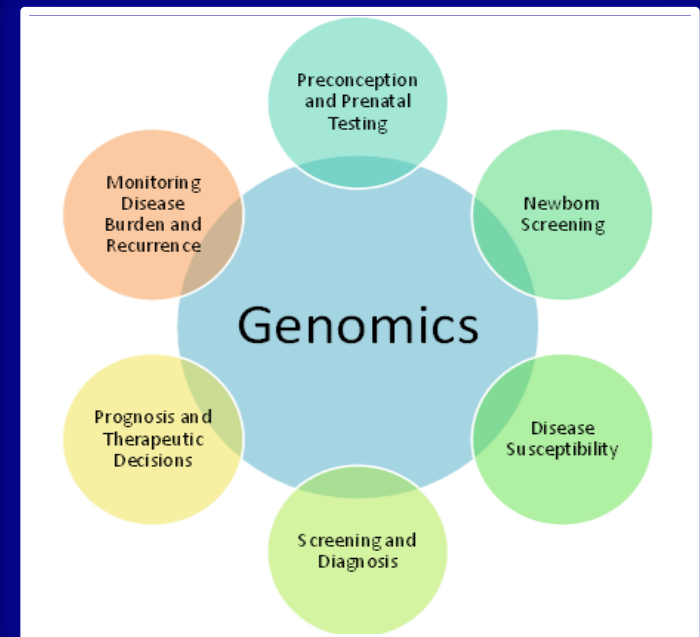 Preconception
and Prenatal
Testing
Newborn
Screening
Disease
Susceptibility
Screening and
Diagnosis
Prognosis and
Therapeutic
Decisions
Monitoring
Disease
Burden and
Recurrence
Genomics